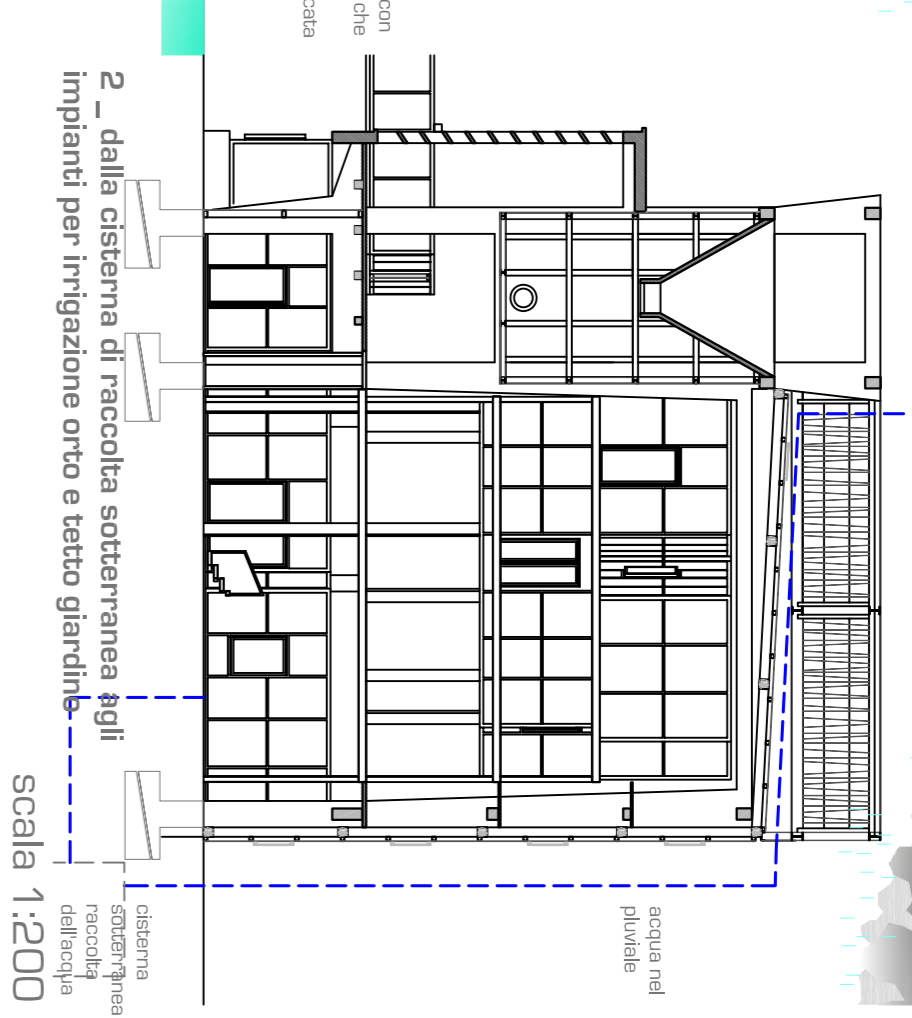 con
che
cata
2 _ dalla cisterna di raccolta sotterranea agli
impianti per irrigazione orto e tetto giardino
acqua nel
pluviale
cisterna
sotterranea
raccolta
dell'acqua
scala 1:200